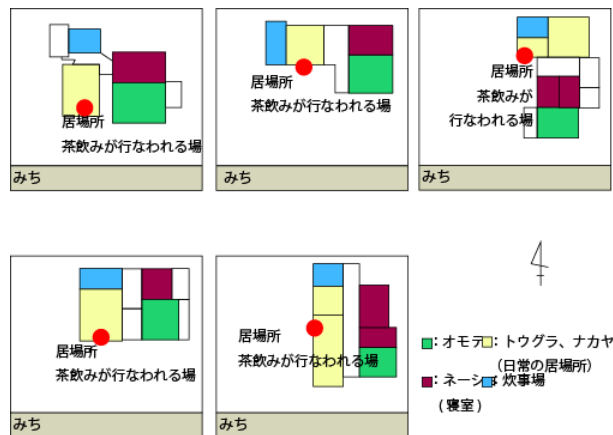 居場所
茶飲みが行なわれる場
みち
居場所
茶飲みが行なわれる場
みち
居場所
茶飲みが
行なわれる場
みち
居場所
茶飲みが行なわれる場
みち
居場所
茶飲みが行なわれる場
みち
：オモテ
：トウグラ、ナカヤ
（日常の居場所）
：ネーシ
：炊事場
(寝室)